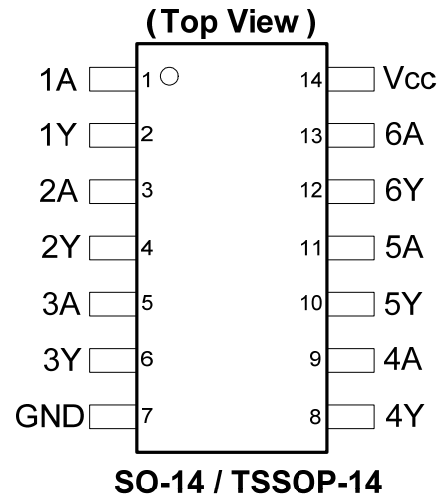 (Top View)
1A 1 14 Vcc
1Y 2 13 6A
2A 3 12 6Y
2Y 4 11 5A
3A 5 10 5Y
3Y 6 9 4A
GND 7 8 4Y
SO-14 / TSSOP-14